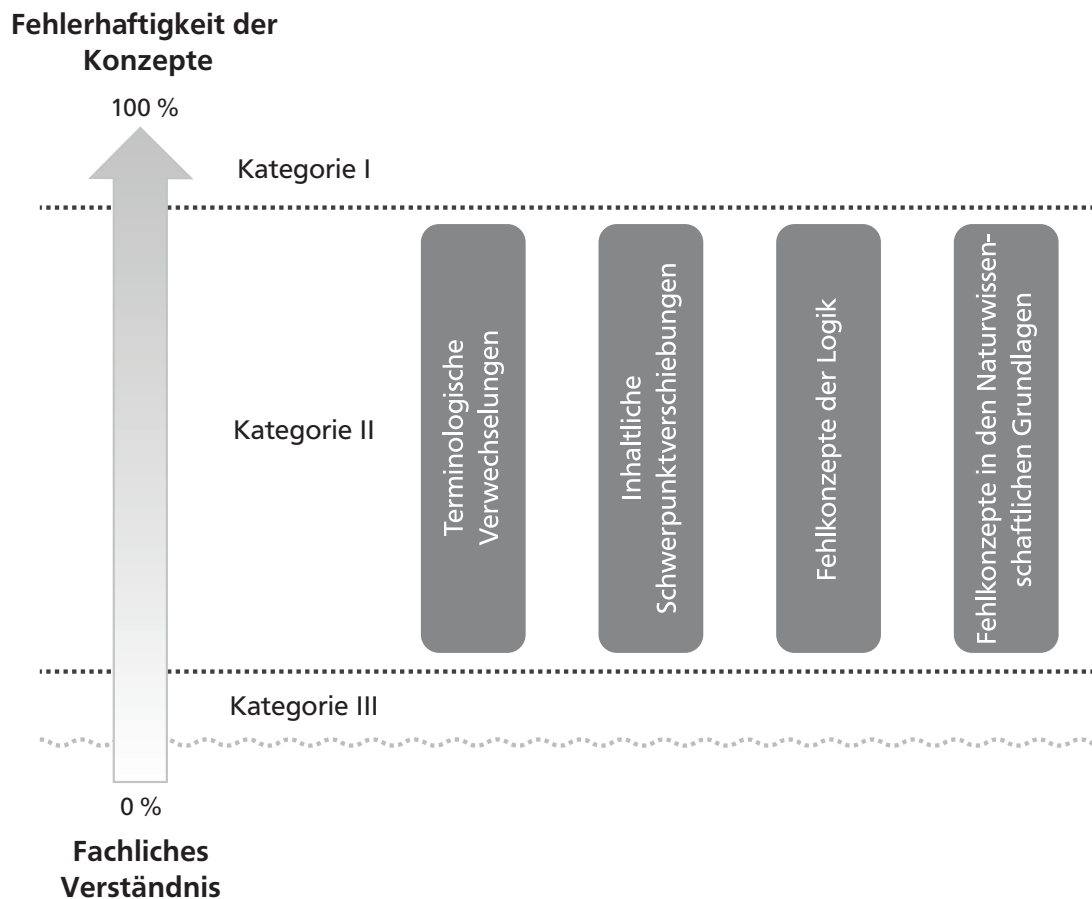 Fehlerhaftigkeit der
Konzepte
100 %
Kategorie I
Kategorie II
Terminologische
Verwechselungen
Inhaltliche
Schwerpunktverschiebungen
Fehlkonzepte der Logik
Fehlkonzepte in den Naturwissen-
schaftlichen Grundlagen
Kategorie III
0 %
Fachliches
Verständnis